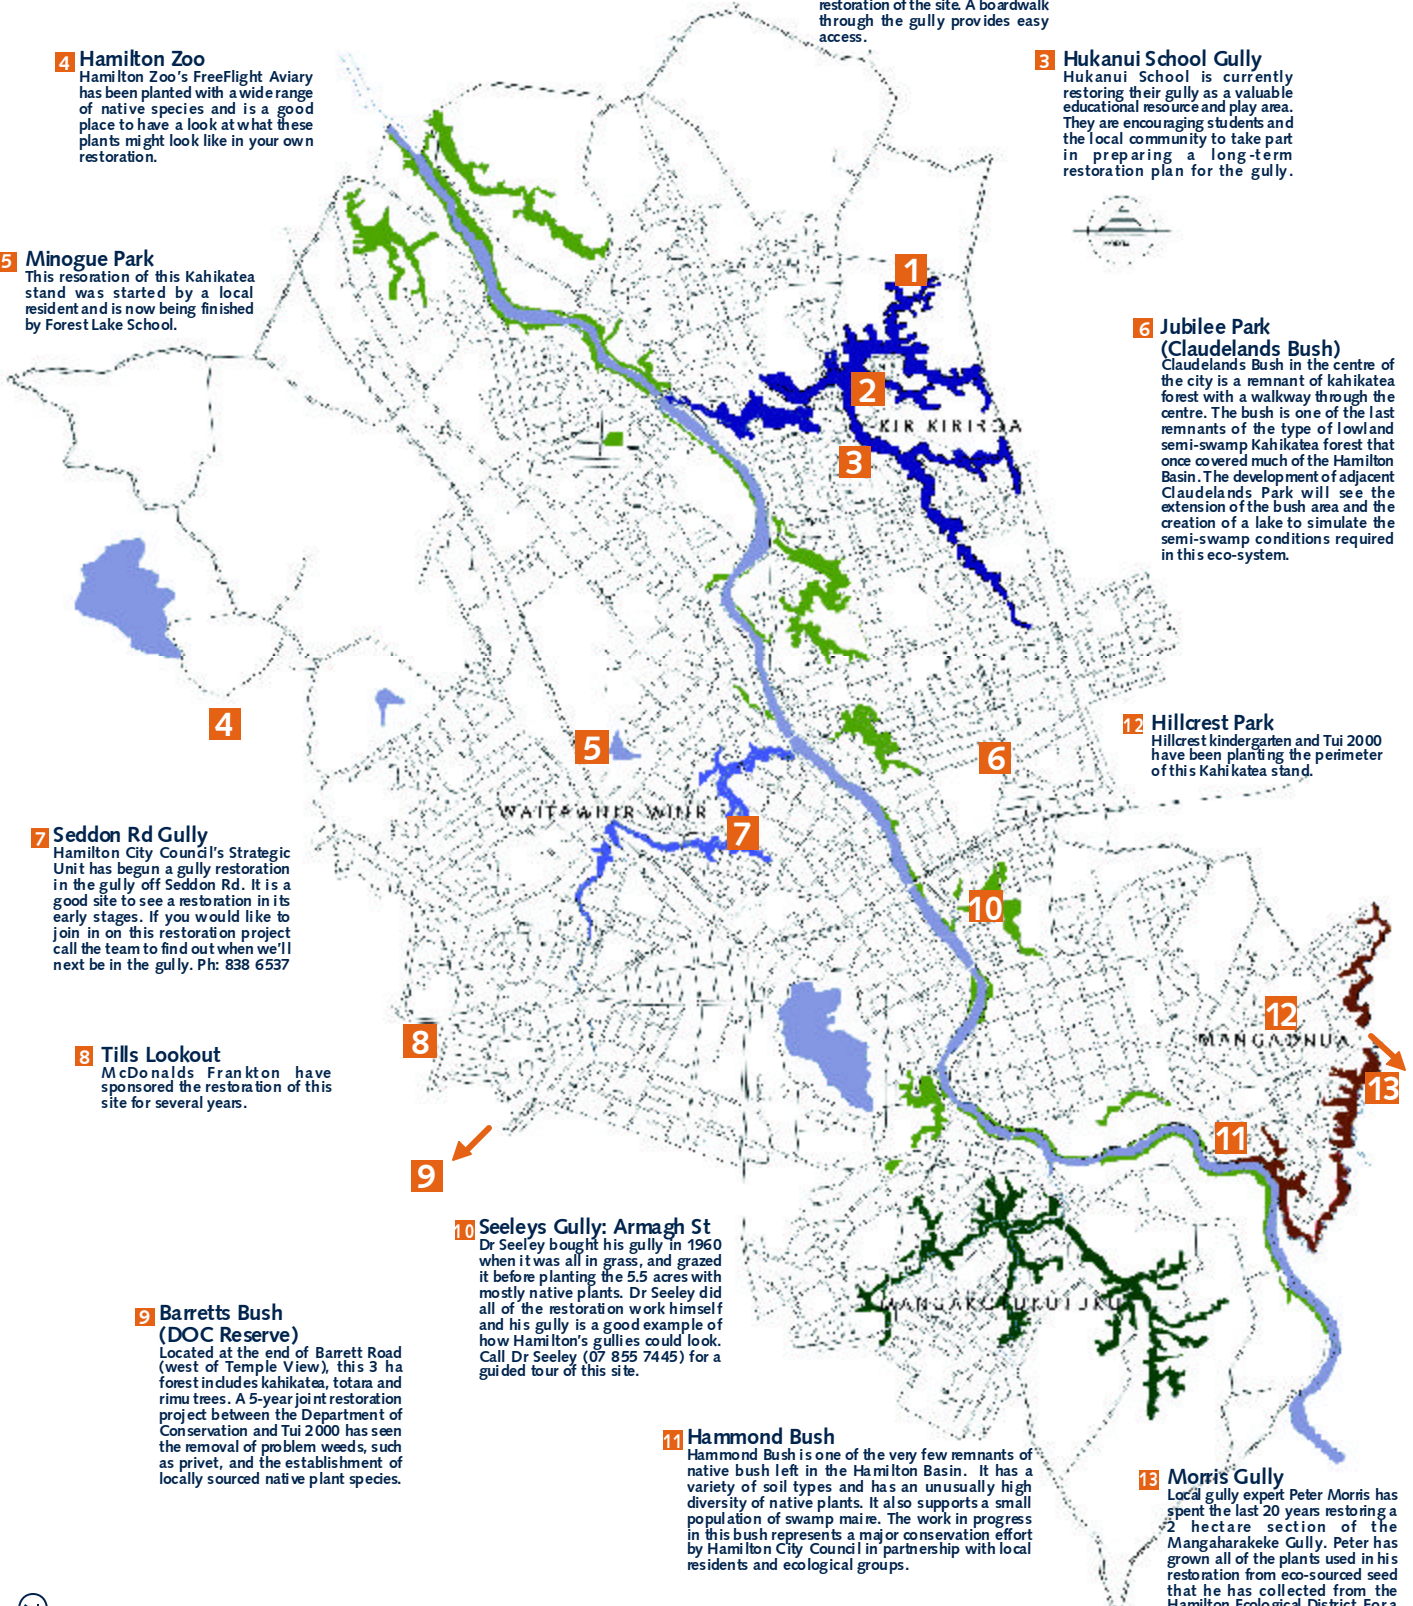 restoration of the site. A boardwalk
through the gully provides easy
access.
4 Hamilton Zoo
Hamilton Zoo's FreeFlight Aviary
has been planted with a wide range
of native species and is a good
place to have a look at what these
plants might look like in your own
restoration.
3 Hukanui School Gully
Hukanui School is currently
restoring their gully as a valuable
educational resource and play area.
They are encouraging students and
the local community to take part
in preparing a long-term
restoration plan for the gully.
5 Minogue Park
This resoration of this Kahikatea
stand was started by a local
resident and is now being finished
by Forest Lake School.
6 Jubilee Park
(Claudelands Bush)
Claudelands Bush in the centre of
the city is a remnant of kahikatea
forest with a walkway through the
centre. The bush is one of the last
remnants of the type of lowland
semi-swamp Kahikatea forest that
once covered much of the Hamilton
Basin. The development of adjacent
Claudelands Park will see the
extension of the bush area and the
creation of a lake to simulate the
semi-swamp conditions required
in this eco-system.
1
2
3
4
5
6
12 Hillcrest Park
Hillcrest kindergarten and Tui 2000
have been planting the perimeter
of this Kahikatea stand.
7
7 Seddon Rd Gully
Hamilton City Council's Strategic
Unit has begun a gully restoration
in the gully off Seddon Rd. It is a
good site to see a restoration in its
early stages. If you would like to
join in on this restoration project
call the team to find out when we'll
next be in the gully. Ph: 838 6537
10
12
8
8 Tills Lookout
McDonalds Frankton have
sponsored the restoration of this
site for several years.
13
11
9
10 Seeleys Gully: Armagh St
Dr Seeley bought his gully in 1960
when it was all in grass, and grazed
it before planting the 5.5 acres with
mostly native plants. Dr Seeley did
all of the restoration work himself
and his gully is a good example of
how Hamilton's gullies could look.
Call Dr Seeley (07 855 7445) for a
guided tour of this site.
9 Barretts Bush
(DOC Reserve)
Located at the end of Barrett Road
(west of Temple View), this 3 ha
forest includes kahikatea, totara and
rimu trees. A 5-year joint restoration
project between the Department of
Conservation and Tui 2000 has seen
the removal of problem weeds, such
as privet, and the establishment of
locally sourced native plant species.
11 Hammond Bush
Hammond Bush is one of the very few remnants of
native bush left in the Hamilton Basin. It has a
variety of soil types and has an unusually high
diversity of native plants. It also supports a small
population of swamp maire. The work in progress
in this bush represents a major conservation effort
by Hamilton City Council in partnership with local
residents and ecological groups.
13 Morris Gully
Local gully expert Peter Morris has
spent the last 20 years restoring a
2 hectare section of the
Mangaharakeke Gully. Peter has
grown all of the plants used in his
restoration from eco-sourced seed
that he has collected from the
Hamilton Ecological District. For a